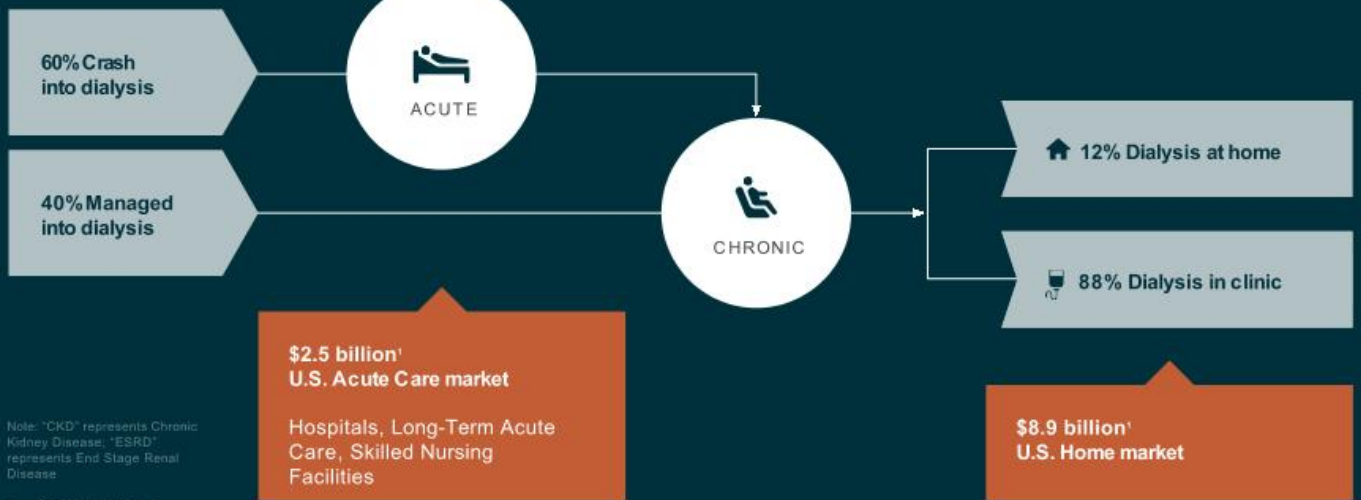 60% Crash
into dialysis
ACUTE
40% Managed
into dialysis
CHRONIC
12% Dialysis at home
88% Dialysis in clinic
$2.5 billion¹
U.S. Acute Care market
Hospitals, Long-Term Acute
Care, Skilled Nursing
Facilities
$8.9 billion¹
U.S. Home market
Note: "CKD" represents Chronic
Kidney Disease; "ESRD"
represents End Stage Renal
Disease